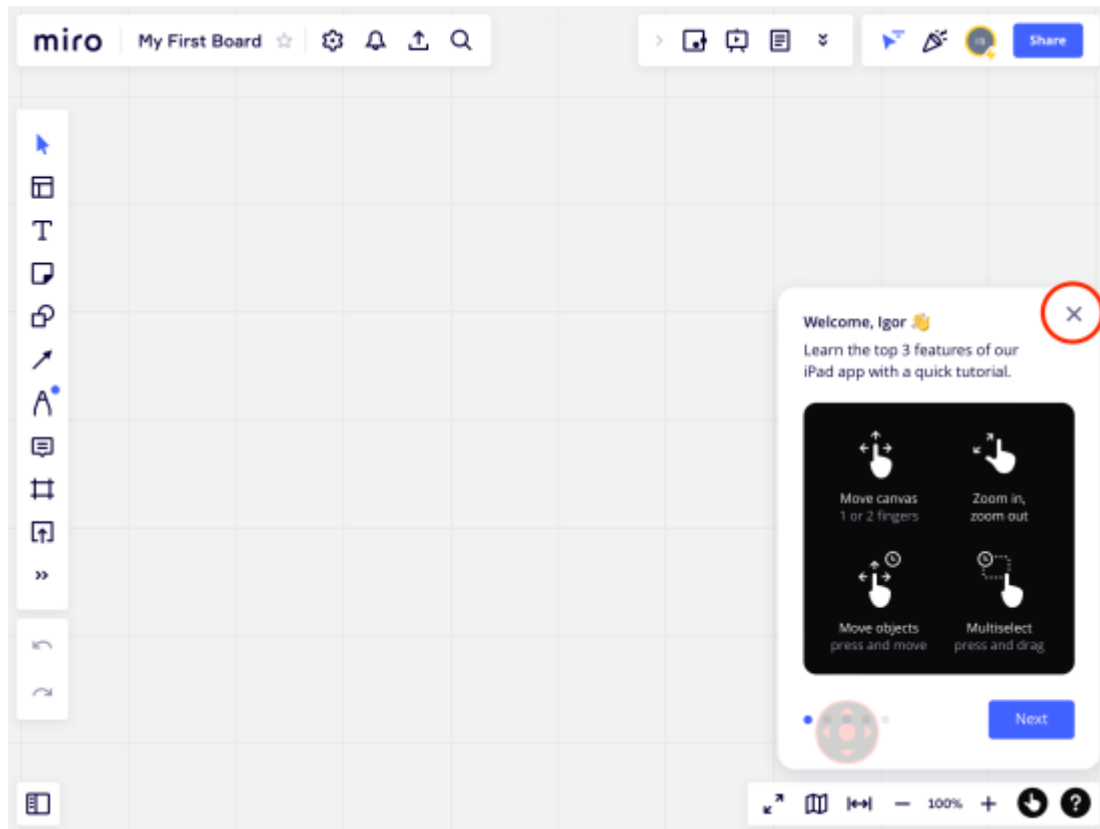 miro
My First Board
Share
Welcome, Igor 👋
Learn the top 3 features of our
iPad app with a quick tutorial.
Move canvas
1 or 2 fingers
Zoom in,
zoom out
Move objects
press and move
Multiselect
press and drag
Next
100%